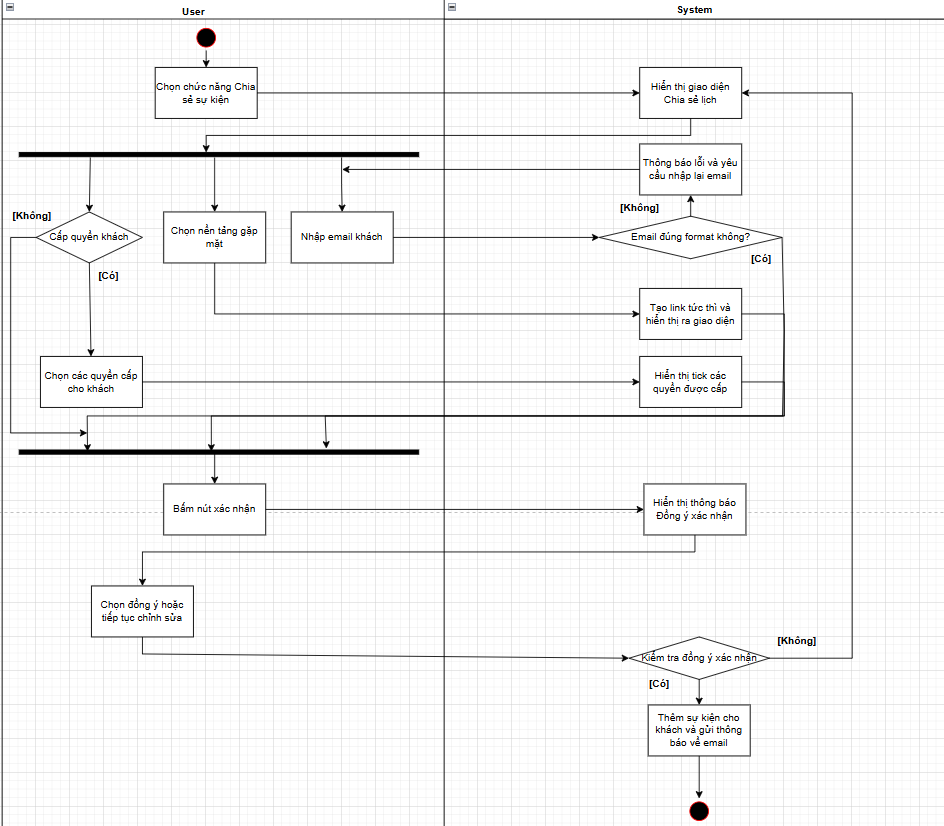 User
System
Chọn chức năng Chia
sẻ sự kiện
Hiển thị giao diện
Chia sẻ lịch
Thông báo lỗi và yêu
cầu nhập lại email
[Không]
Cấp quyền khách
[Có]
Chọn nền tảng gặp
mặt
Nhập email khách
[Không]
Email đúng format không?
[Có]
Tạo link tức thì và
hiển thị ra giao diện
Chọn các quyền cấp
cho khách
Hiển thị tick các
quyền được cấp
Bấm nút xác nhận
Hiển thị thông báo
Đồng ý xác nhận
Chọn đồng ý hoặc
tiếp tục chỉnh sửa
Kiểm tra đồng ý xác nhận
[Không]
[Có]
Thêm sự kiện cho
khách và gửi thông
báo về email